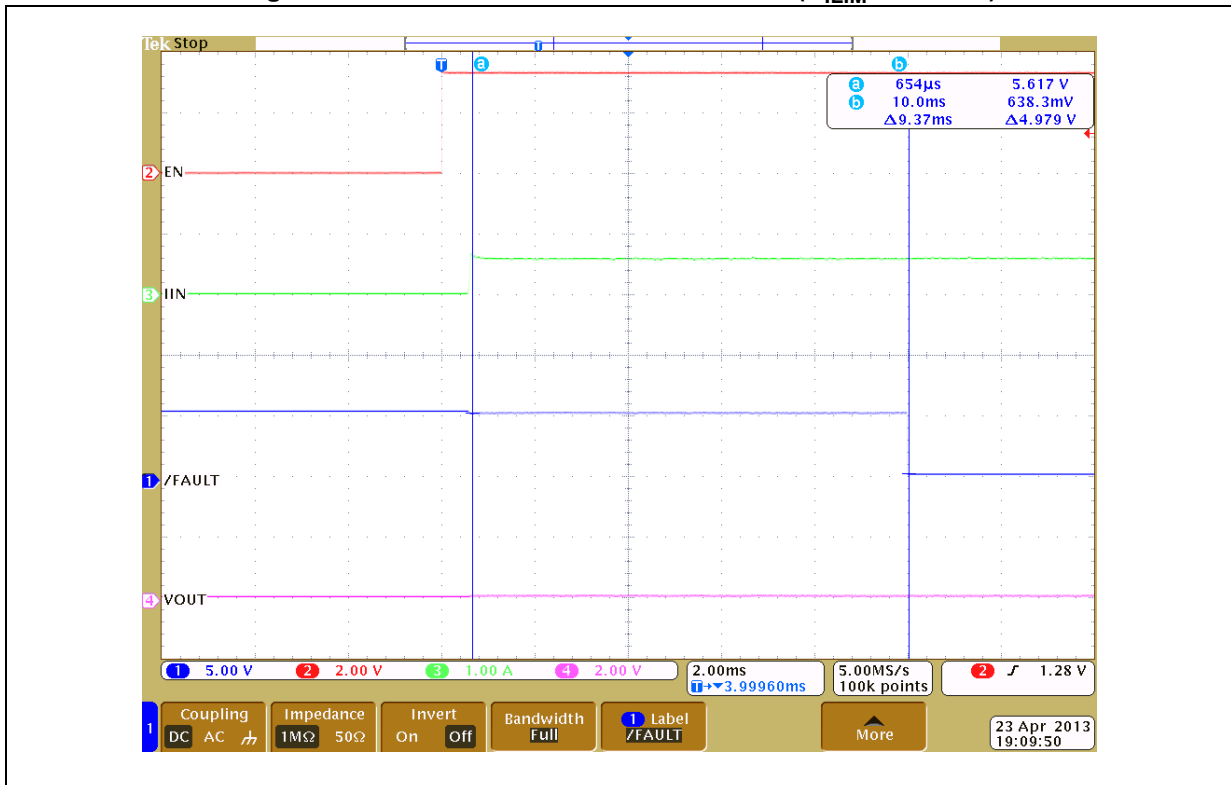 Tek Stop
T
T a b
a 654µs 5.617 V
b 10.0ms 638.3mV
Δ9.37ms Δ4.979 V
2 EN
3 IIN
1 /FAULT
4 VOUT
1 5.00 V 2 2.00 V 3 1.00 A 4 2.00 V
2.00ms
T→▼3.99960ms
5.00MS/s
100k points
2 ʃ 1.28 V
1
Coupling
DC AC
Impedance
1MΩ 50Ω
Invert
On Off
Bandwidth
Full
1 Label
/FAULT
More
23 Apr 2013
19:09:50